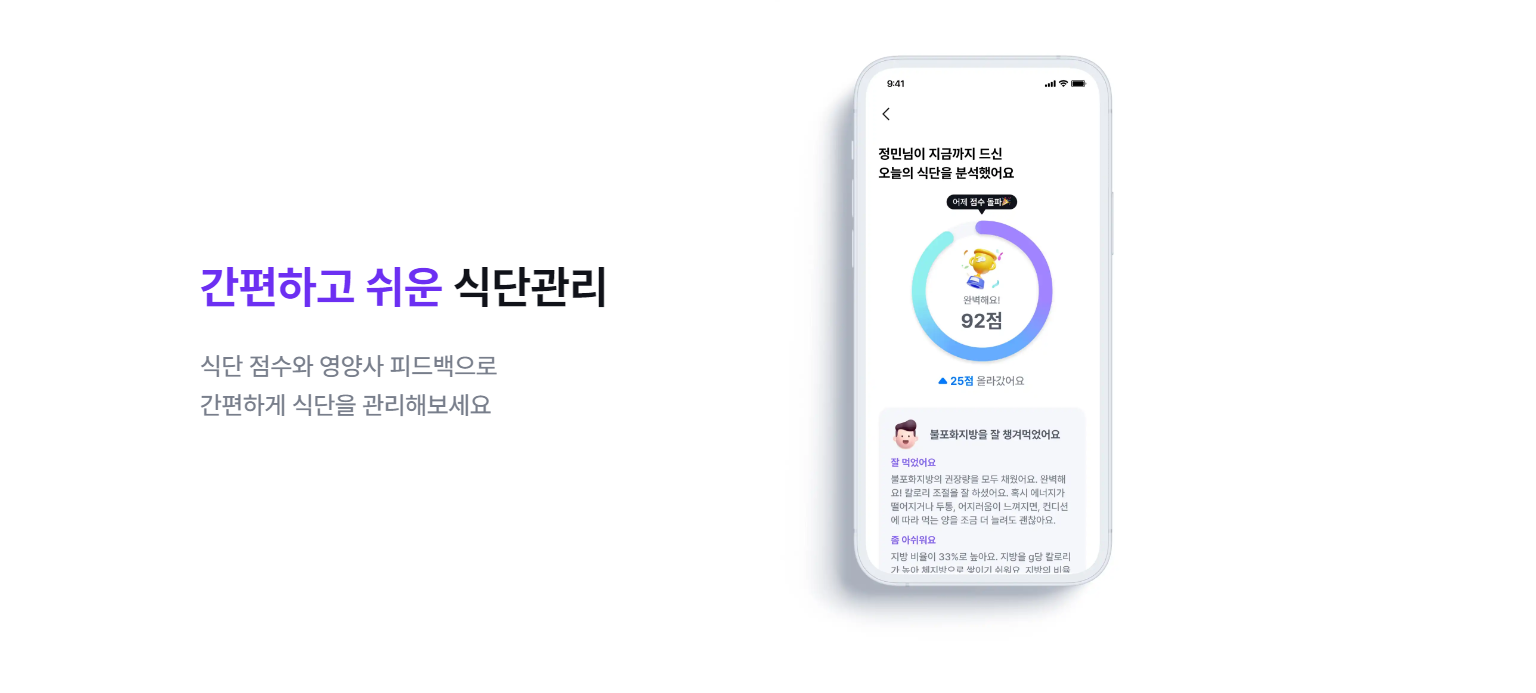 간편하고 쉬운 식단관리
식단 점수와 영양사 피드백으로
간편하게 식단을 관리해보세요
9:41
정민님이 지금까지 드신
오늘의 식단을 분석했어요
어제 점수 돌파🎉
완벽해요!
92점
▲ 25점 올라갔어요
불포화지방을 잘 챙겨먹었어요
잘 먹었어요
불포화지방의 권장량을 모두 채웠어요. 완벽해
요! 칼로리 조절을 잘 하셨어요. 혹시 에너지가
떨어지거나 두통, 어지러움이 느껴지면, 컨디션
에 따라 먹는 양을 조금 더 늘려도 괜찮아요.
좀 아쉬워요
지방 비율이 33%로 높아요. 지방을 g당 칼로리
가 높아 체지방으로 쌓이기 쉬워요. 지방의 비율